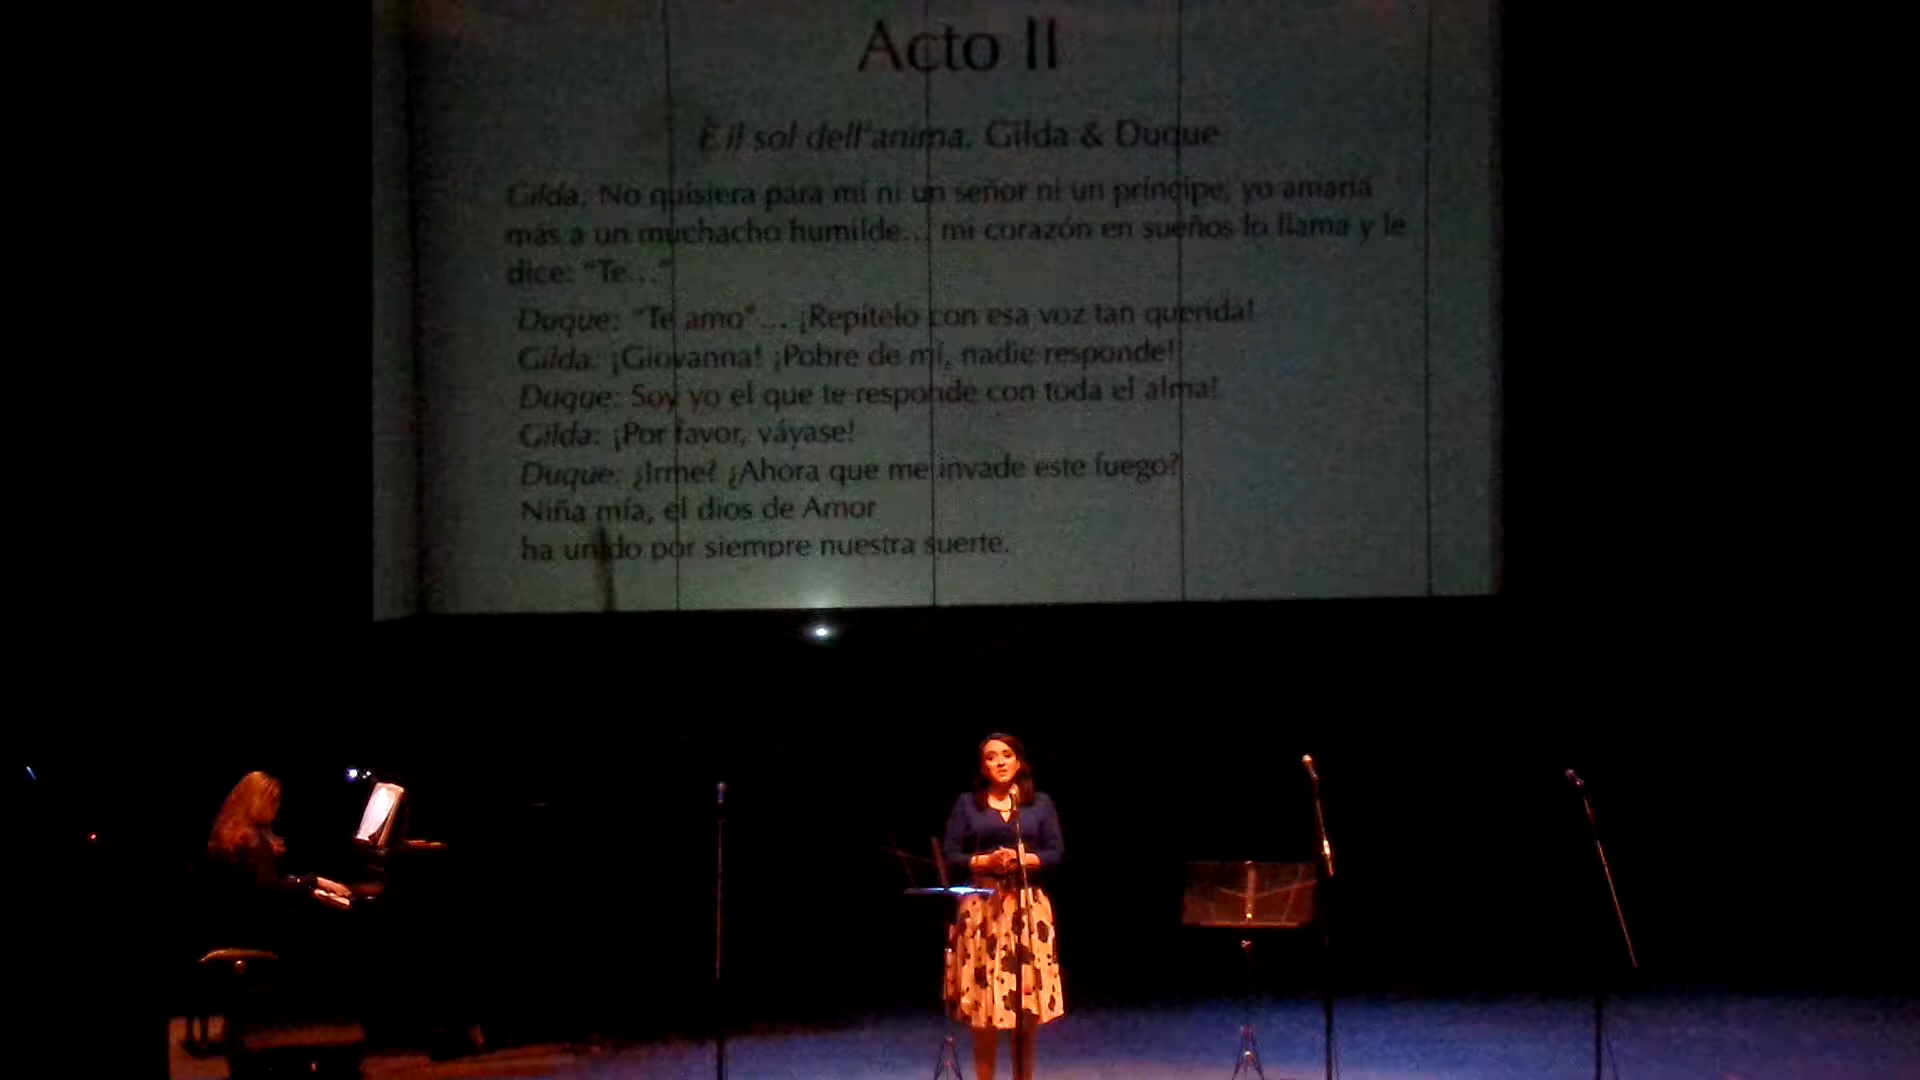 Acto II
È il sol dell'anima, Gilda & Duque
Gilda: No quisiera para mí ni un señor ni un príncipe, yo amaría
más a un muchacho humilde... mi corazón en sueños lo llama y le
dice: “Te...”
Duque: “Te amo”... ¡Repítelo con esa voz tan querida!
Gilda: ¡Giovanna! ¡Pobre de mí, nadie responde!
Duque: Soy yo el que te responde con toda el alma!
Gilda: ¡Por favor, váyase!
Duque: ¿Irme? ¿Ahora que me invade este fuego?
Niña mía, el dios de Amor
ha unido por siempre nuestra suerte.